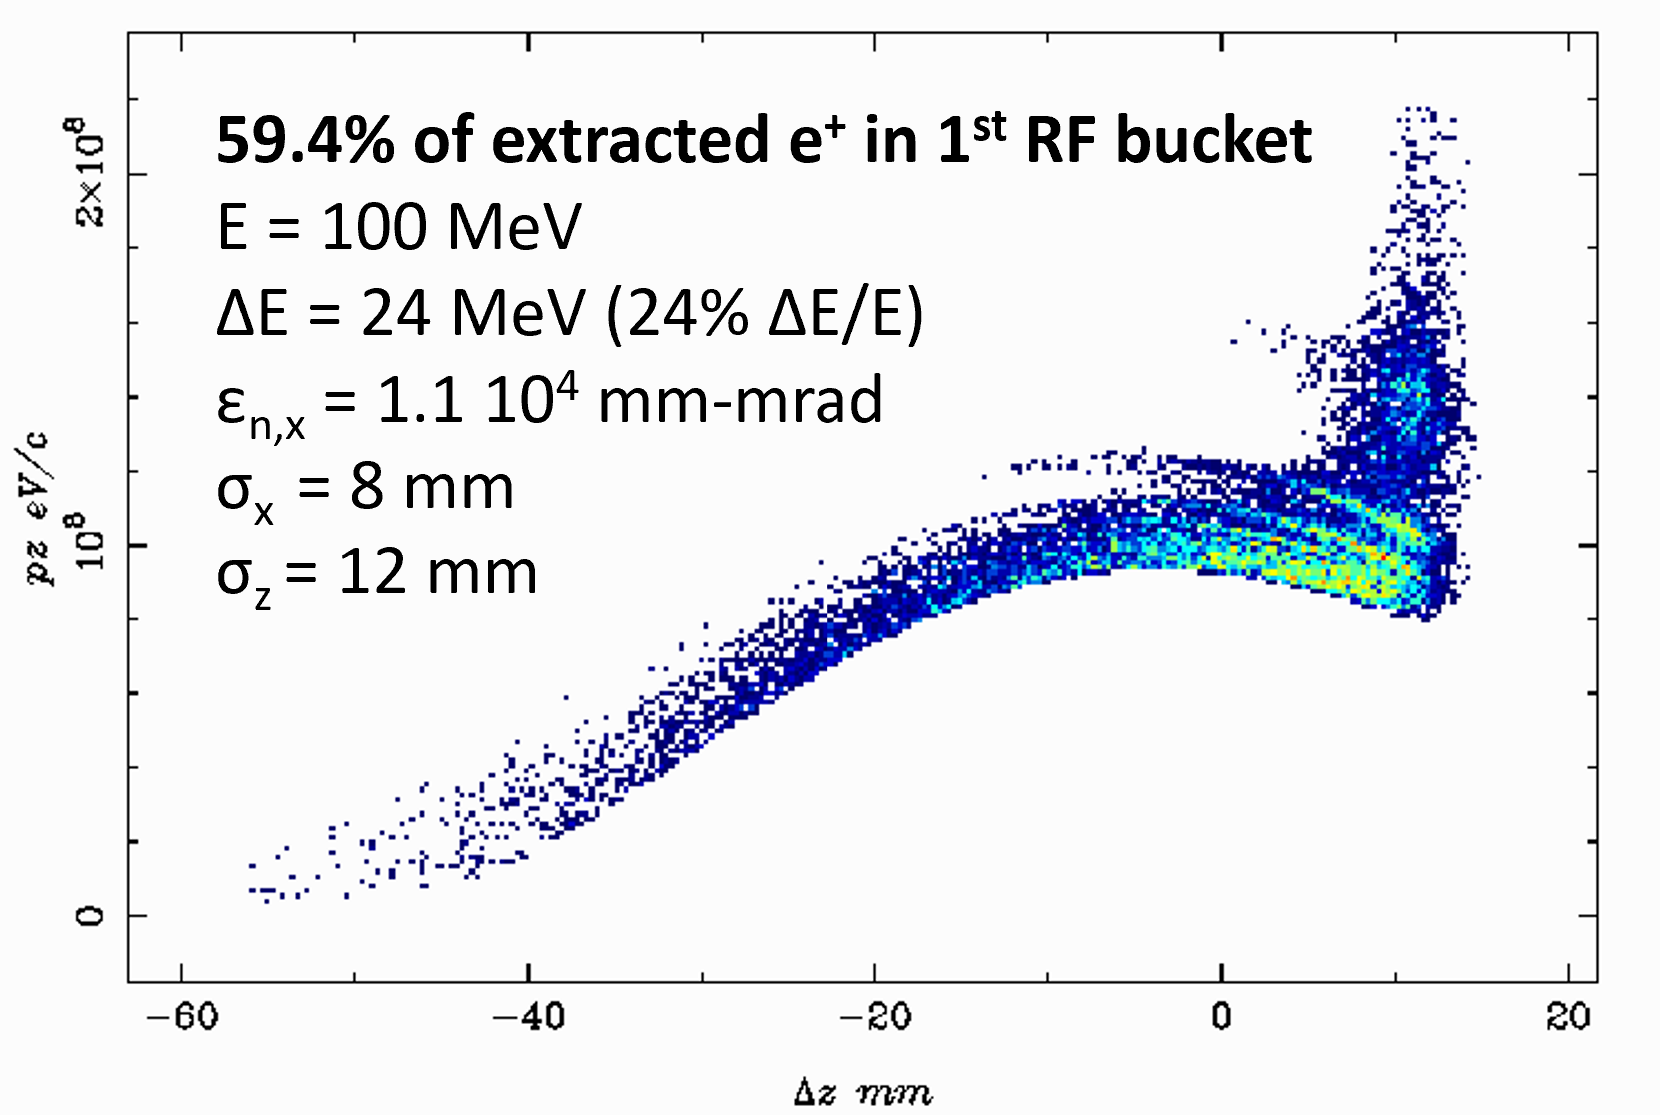 59.4% of extracted e⁺ in 1ˢᵗ RF bucket
E = 100 MeV
ΔE = 24 MeV (24% ΔE/E)
εₙ,ₓ = 1.1 10⁴ mm-mrad
σₓ = 8 mm
σ_z = 12 mm
pz eV/c
2×10⁸
10⁸
0
−60 −40 −20 0 20
Δz mm